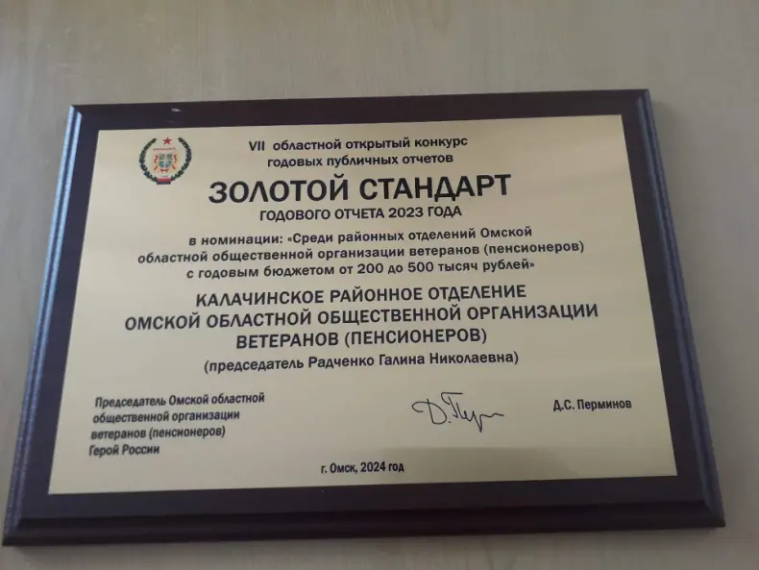 VII областной открытый конкурс
годовых публичных отчетов
ЗОЛОТОЙ СТАНДАРТ
ГОДОВОГО ОТЧЕТА 2023 ГОДА
в номинации: «Среди районных отделений Омской
областной общественной организации ветеранов (пенсионеров)
с годовым бюджетом от 200 до 500 тысяч рублей»
КАЛАЧИНСКОЕ РАЙОННОЕ ОТДЕЛЕНИЕ
ОМСКОЙ ОБЛАСТНОЙ ОБЩЕСТВЕННОЙ ОРГАНИЗАЦИИ
ВЕТЕРАНОВ (ПЕНСИОНЕРОВ)
(председатель Радченко Галина Николаевна)
Председатель Омской областной
общественной организации
ветеранов (пенсионеров)
Герой России
Д.С. Перминов
г. Омск, 2024 год